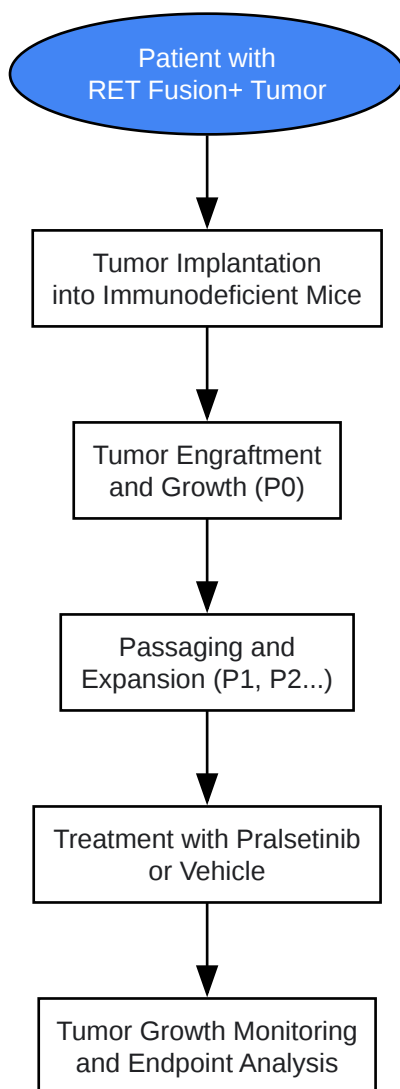 Patient with
RET Fusion+ Tumor
Tumor Implantation
into Immunodeficient Mice
Tumor Engraftment
and Growth (P0)
Passaging and
Expansion (P1, P2...)
Treatment with Pralsetinib
or Vehicle
Tumor Growth Monitoring
and Endpoint Analysis